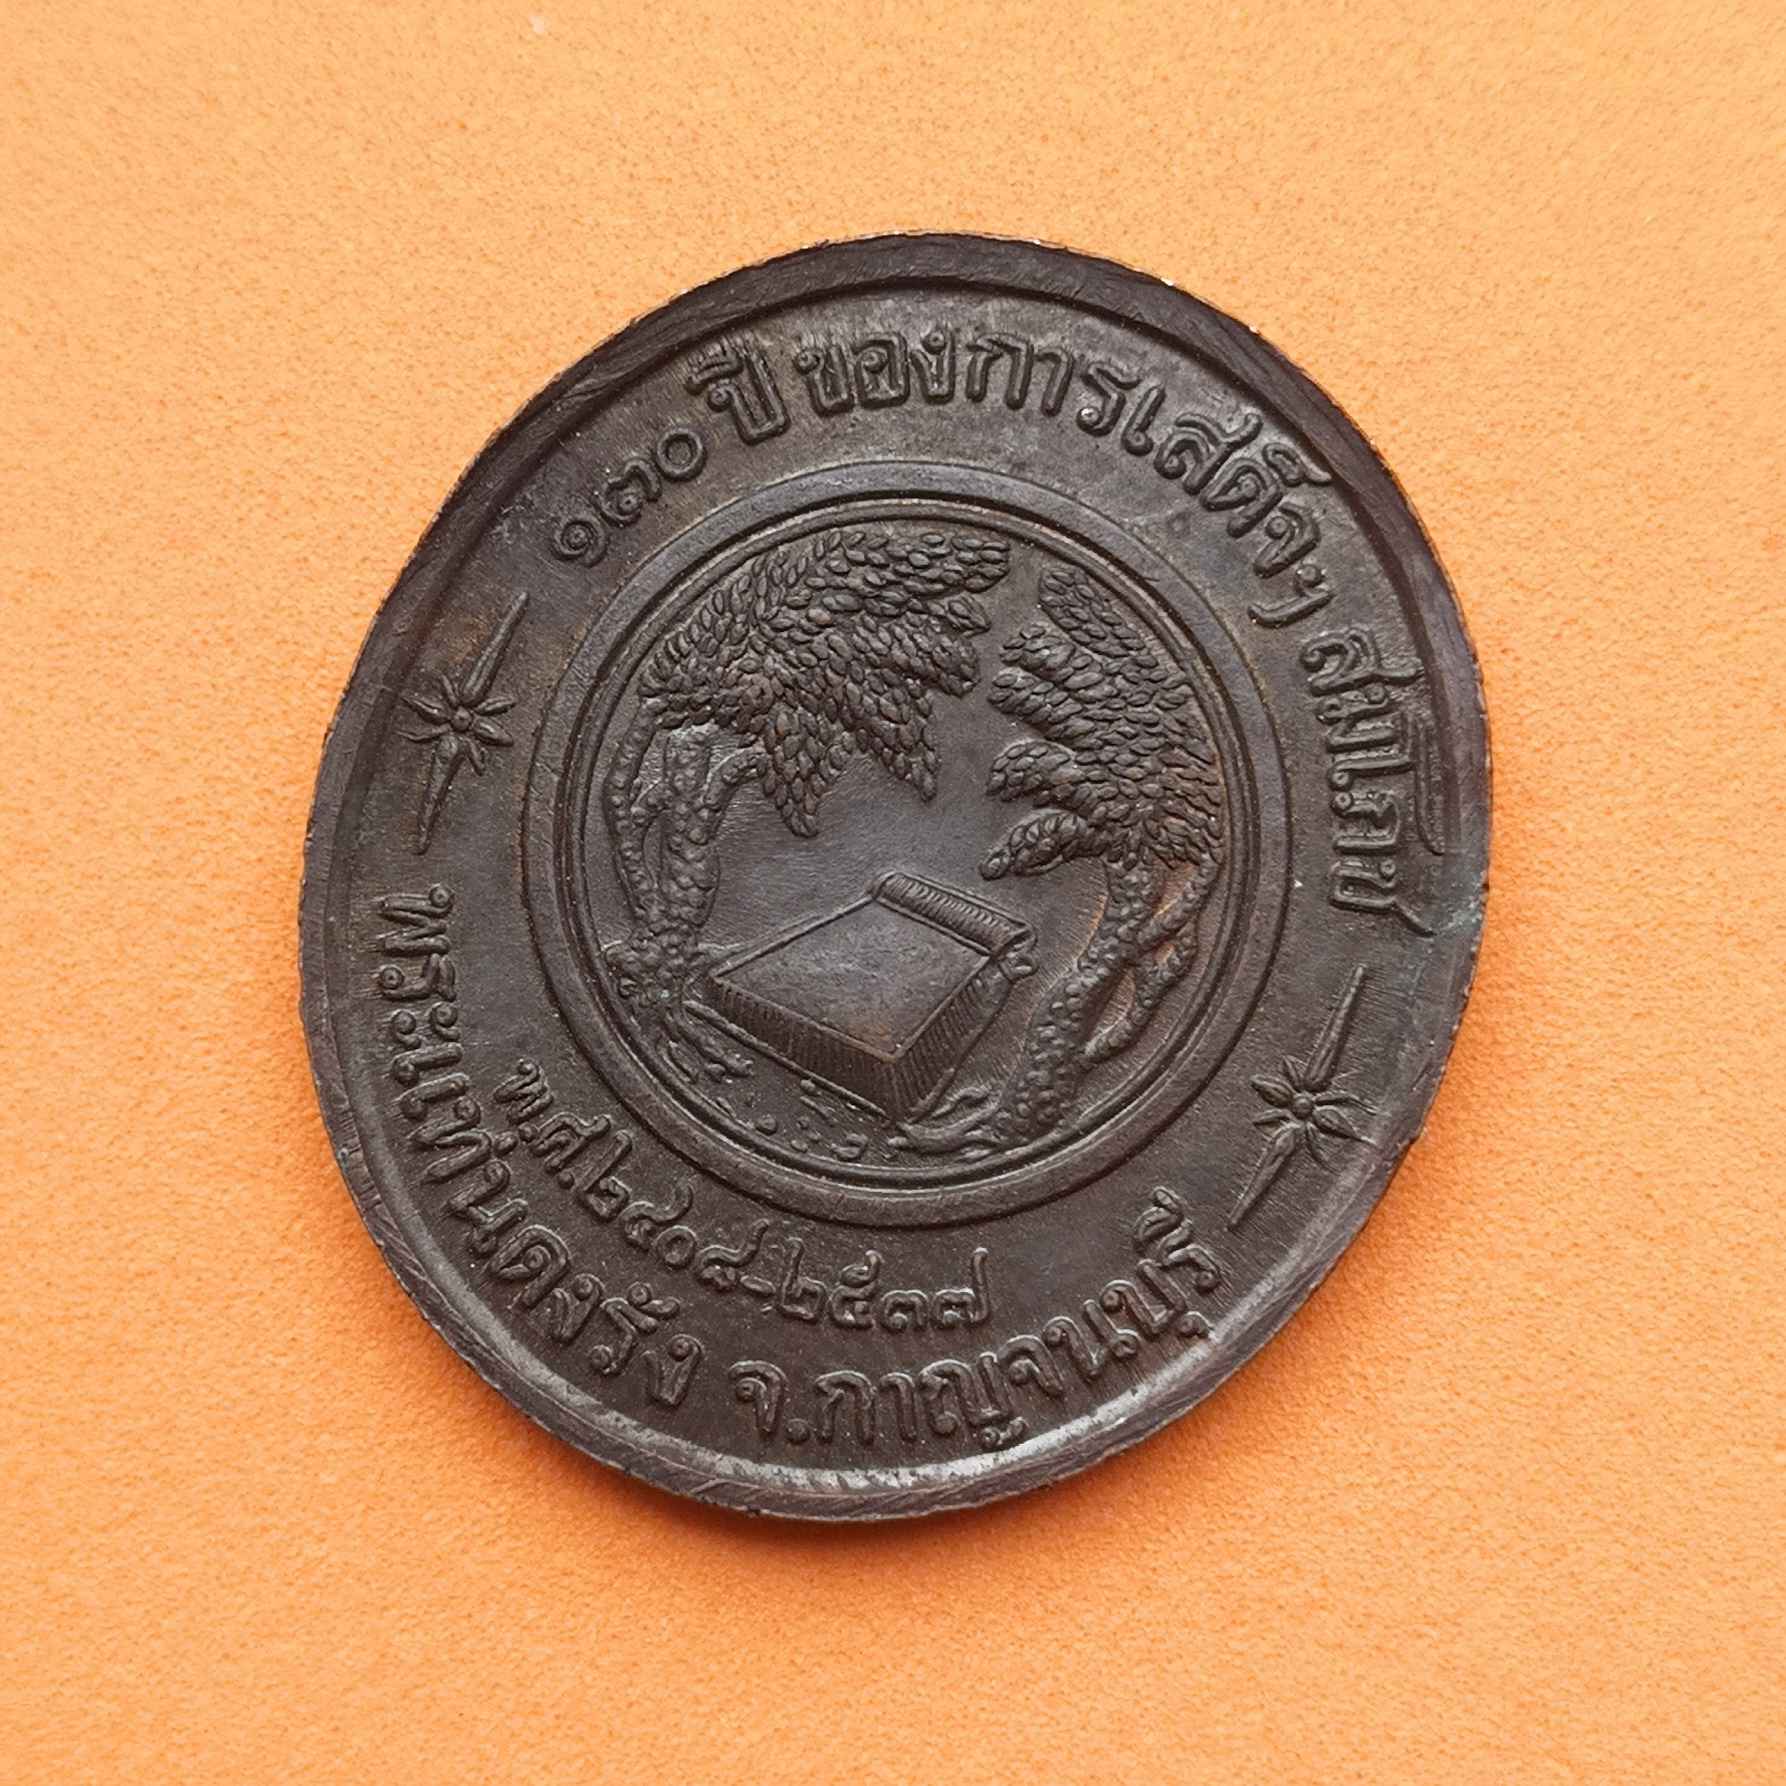 ๑๓๐ ปี ของการเสด็จฯ สมโภช
พ.ศ.๒๔๐๘-๒๕๓๗
พระแท่นดงรัง จ.กาญจนบุรี